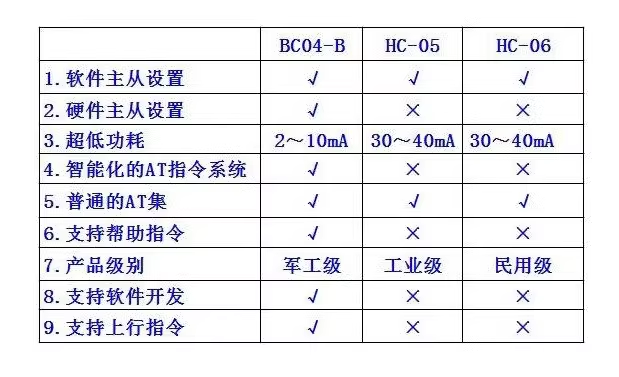 BC04-B HC-05 HC-06
1.软件主从设置 √ √ √
2.硬件主从设置 √ × ×
3.超低功耗 2～10mA 30～40mA 30～40mA
4.智能化的AT指令系统 √ × ×
5.普通的AT集 √ √ √
6.支持帮助指令 √ × ×
7.产品级别 军工级 工业级 民用级
8.支持软件开发 √ × ×
9.支持上行指令 √ × ×